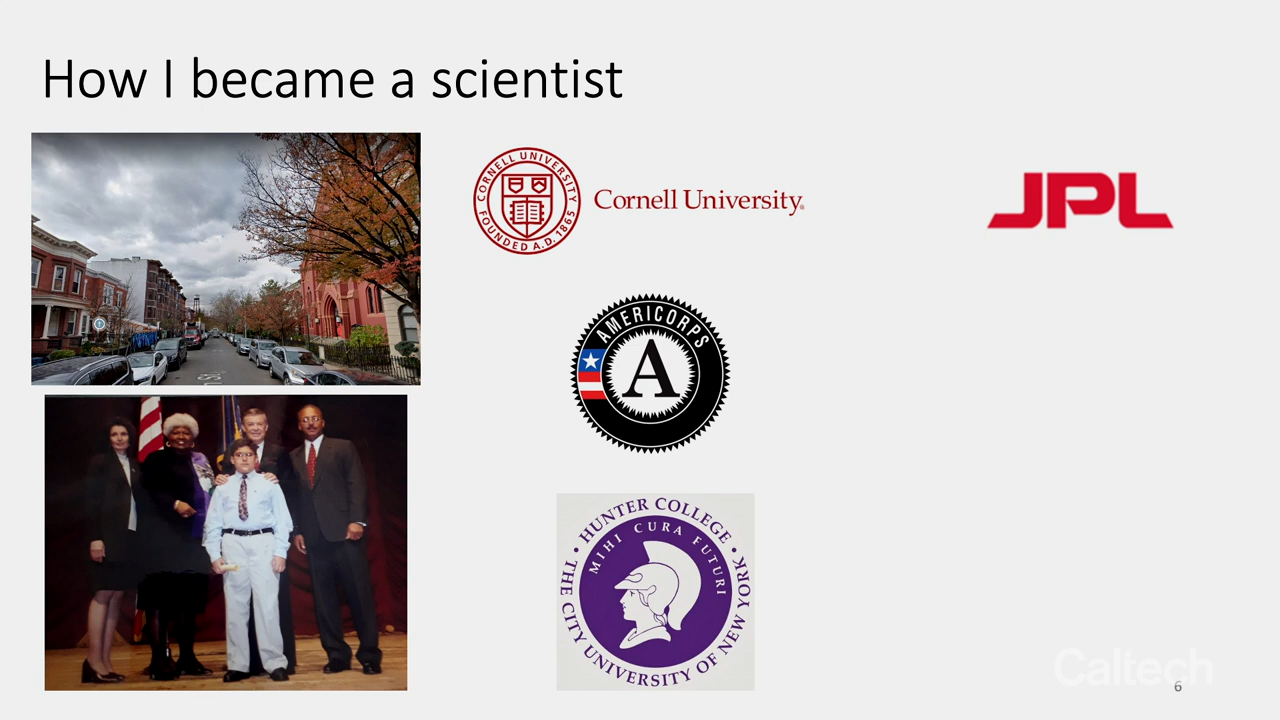 How I became a scientist
CORNELL UNIVERSITY
FOUNDED A.D. 1865
Cornell University®
JPL
AMERICORPS
A
HUNTER COLLEGE
MIHI CURA FUTURI
THE CITY UNIVERSITY OF NEW YORK
Caltech
6